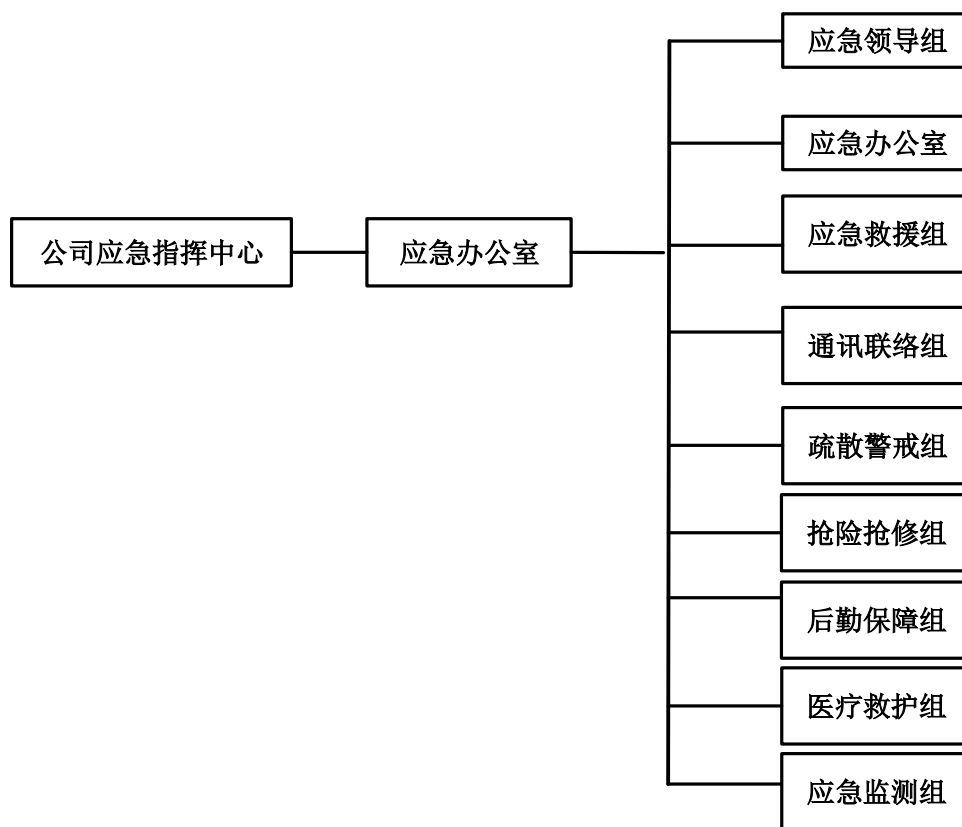 公司应急指挥中心
应急办公室
应急领导组
应急办公室
应急救援组
通讯联络组
疏散警戒组
抢险抢修组
后勤保障组
医疗救护组
应急监测组